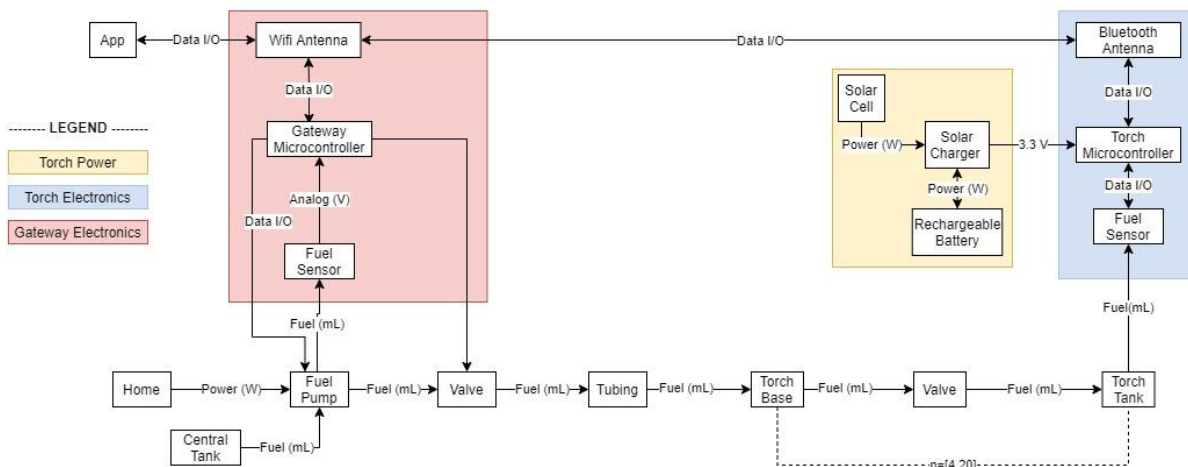 App
Data I/O
Wifi Antenna
Data I/O
Bluetooth
Antenna
Data I/O
Data I/O
Solar
Cell
Gateway
Microcontroller
Power (W)
Solar
Charger
3.3 V
Torch
Microcontroller
-------- LEGEND --------
Torch Power
Torch Electronics
Gateway Electronics
Data I/O
Analog (V)
Power (W)
Data I/O
Rechargeable
Battery
Fuel
Sensor
Fuel
Sensor
Fuel (mL)
Fuel(mL)
Home
Power (W)
Fuel
Pump
Fuel (mL)
Valve
Fuel (mL)
Tubing
Fuel (mL)
Torch
Base
Fuel (mL)
Valve
Fuel (mL)
Torch
Tank
Central
Tank
Fuel (mL)
n=[4,20]